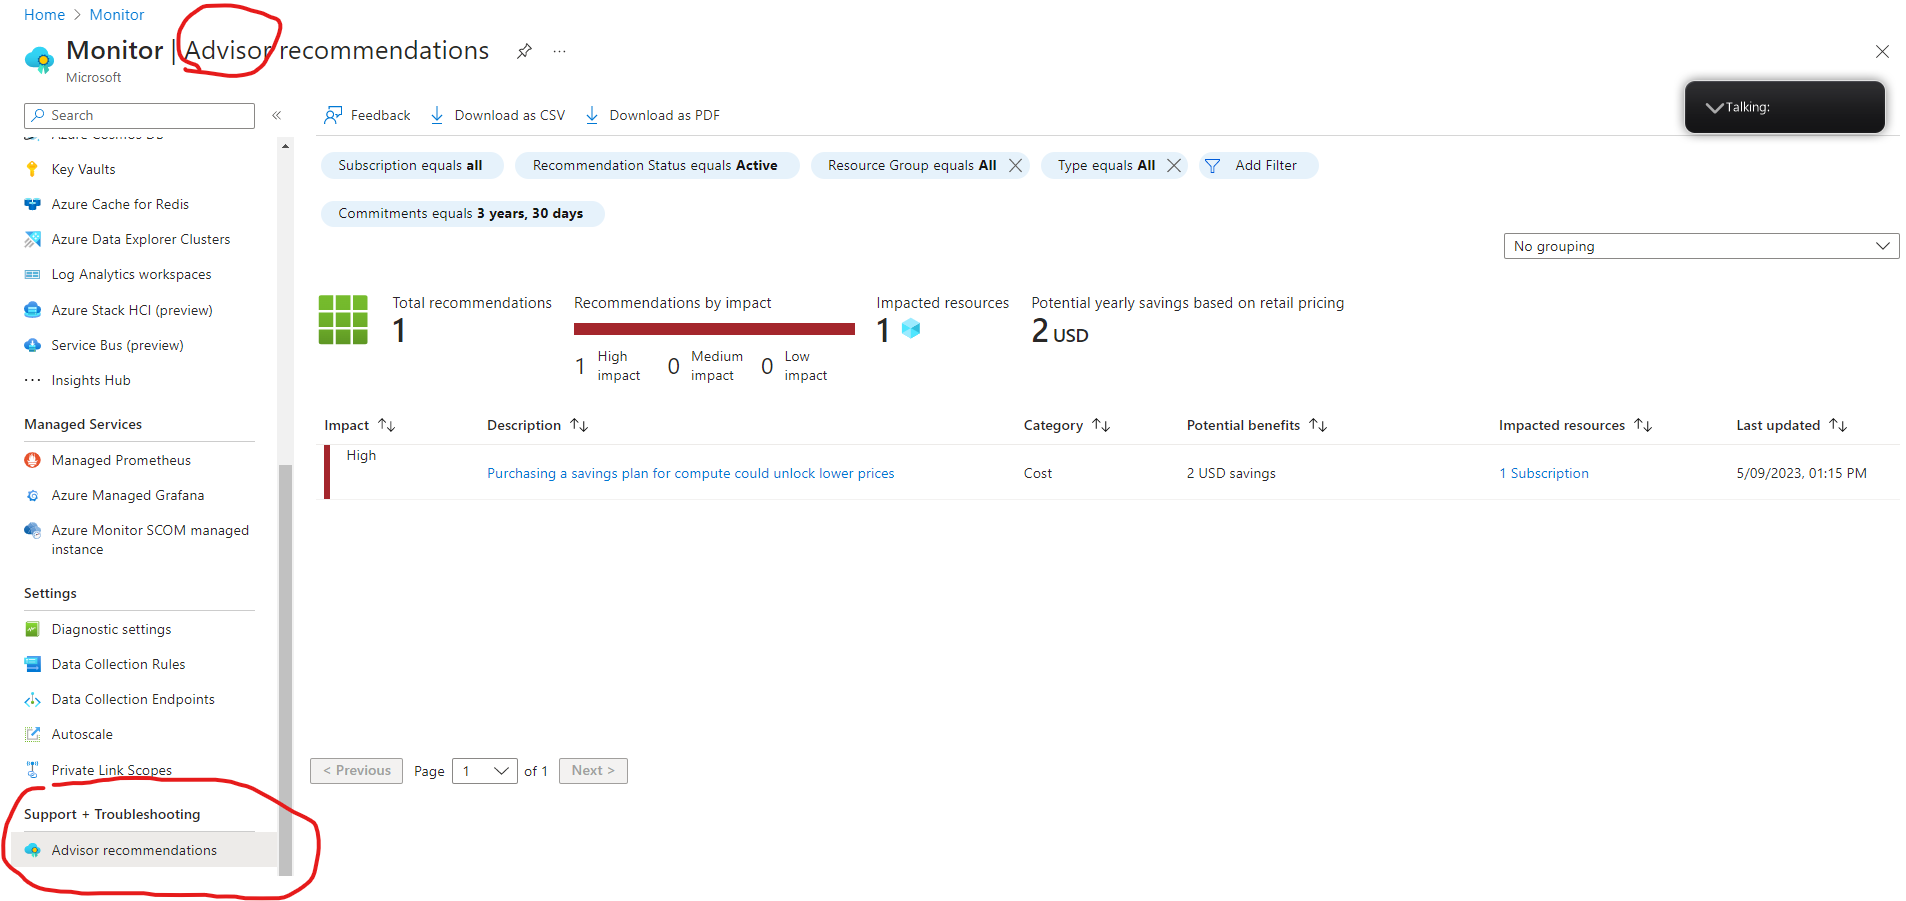 Home > Monitor
Monitor | Advisor recommendations ...
Microsoft
Search
«
Azure Cosmos DB
Key Vaults
Azure Cache for Redis
Azure Data Explorer Clusters
Log Analytics workspaces
Azure Stack HCI (preview)
Service Bus (preview)
Insights Hub
Managed Services
Managed Prometheus
Azure Managed Grafana
Azure Monitor SCOM managed
instance
Settings
Diagnostic settings
Data Collection Rules
Data Collection Endpoints
Autoscale
Private Link Scopes
Support + Troubleshooting
Advisor recommendations
Feedback Download as CSV Download as PDF
Talking:
Subscription equals all Recommendation Status equals Active Resource Group equals All Type equals All Add Filter
Commitments equals 3 years, 30 days
No grouping
Total recommendations Recommendations by impact Impacted resources Potential yearly savings based on retail pricing
1 1 2 USD
1 High impact 0 Medium impact 0 Low impact
Impact Description Category Potential benefits Impacted resources Last updated
High
Purchasing a savings plan for compute could unlock lower prices Cost 2 USD savings 1 Subscription 5/09/2023, 01:15 PM
< Previous Page 1 of 1 Next >